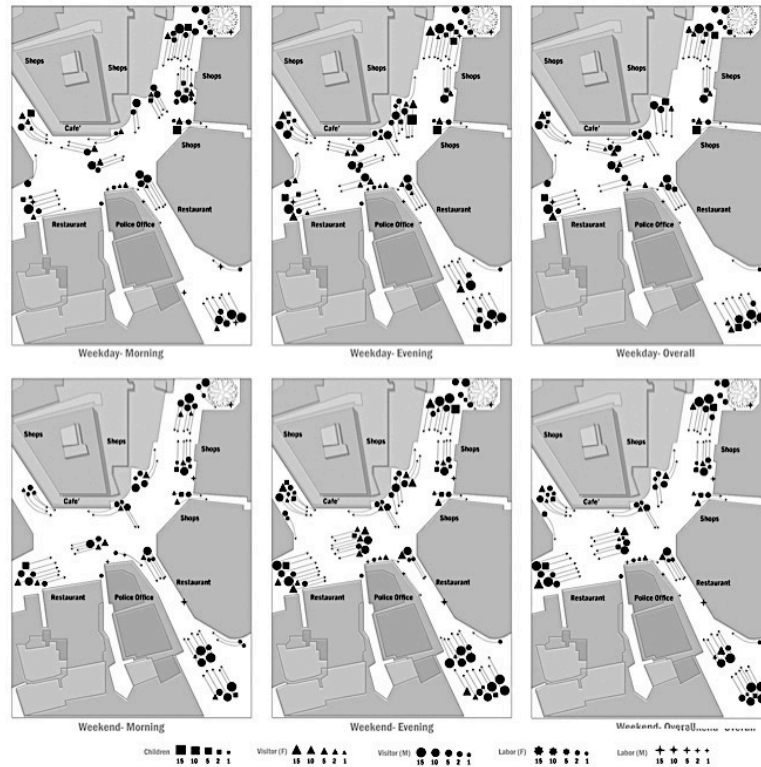 Shops
Shops
Shops
Cafe'
Shops
Restaurant
Police Office
Restaurant
Weekday- Morning
Shops
Shops
Shops
Cafe'
Shops
Restaurant
Police Office
Restaurant
Weekday- Evening
Shops
Shops
Shops
Cafe'
Shops
Restaurant
Police Office
Restaurant
Weekday- Overall
Shops
Shops
Shops
Cafe'
Shops
Restaurant
Restaurant
Police Office
Weekend- Morning
Shops
Shops
Shops
Cafe'
Shops
Restaurant
Restaurant
Police Office
Weekend- Evening
Shops
Shops
Shops
Cafe'
Shops
Restaurant
Restaurant
Police Office
Weekend- Overall
Children 15 10 5 2 1
Visitor (F) 15 10 5 2 1
Visitor (M) 15 10 5 2 1
Labor (F) 15 10 5 2 1
Labor (M) 15 10 5 2 1